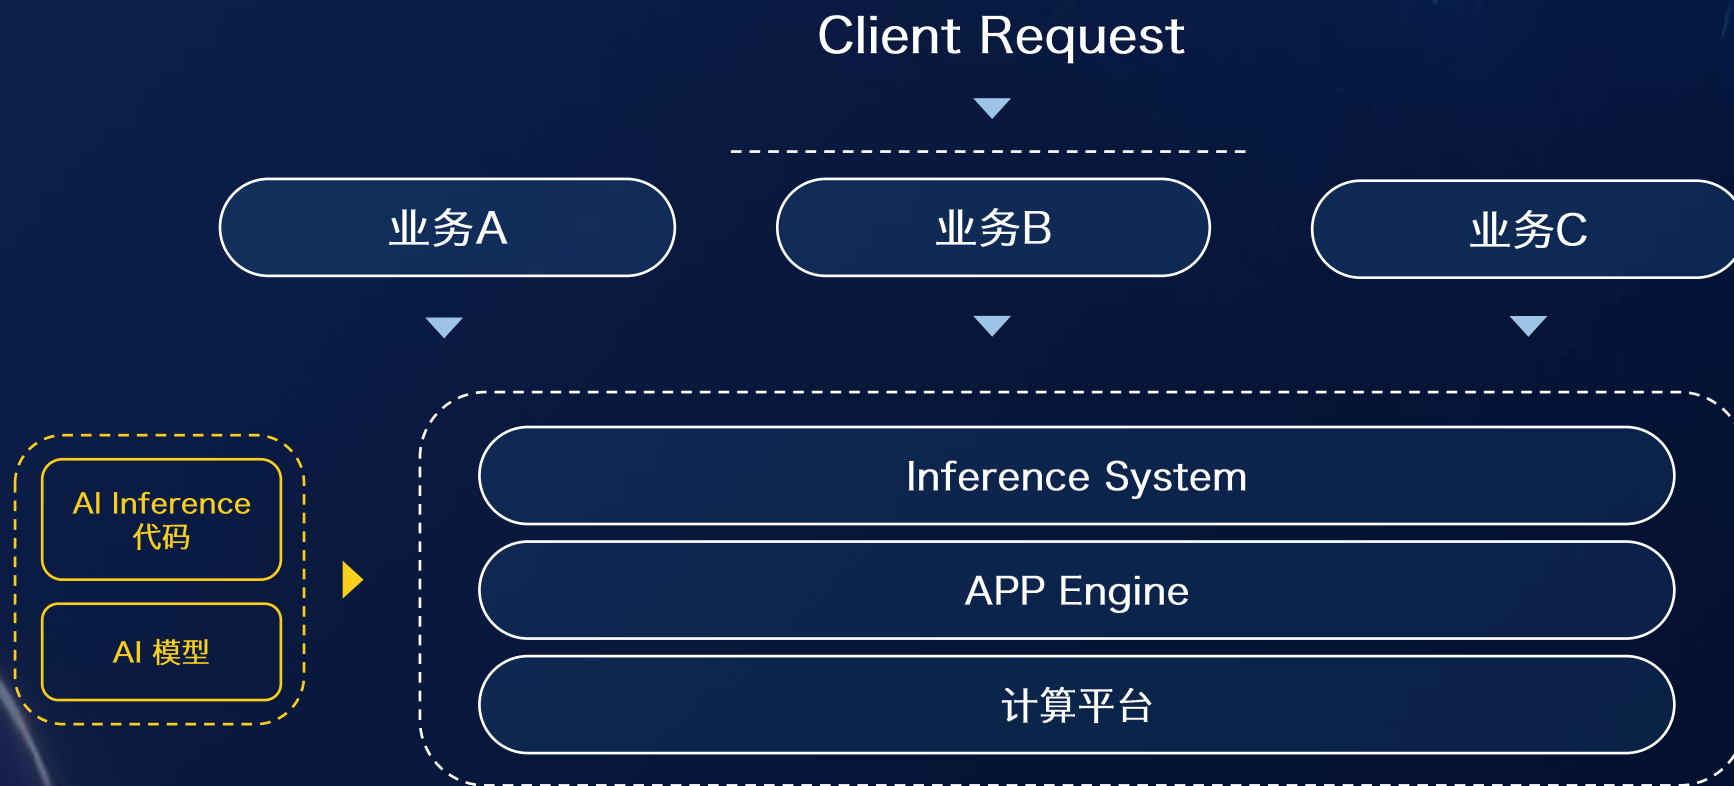 Client Request
业务A
业务B
业务C
AI Inference
代码
AI 模型
Inference System
APP Engine
计算平台